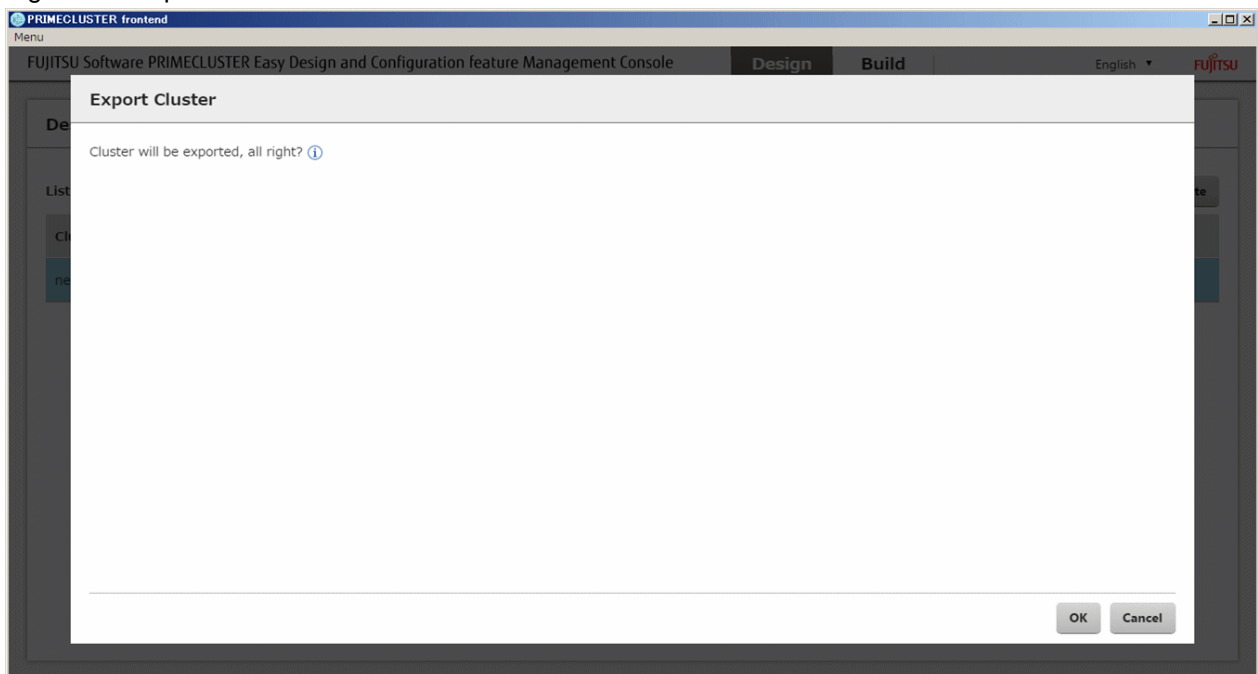 PRIMECLUSTER frontend
Menu
FUJITSU Software PRIMECLUSTER Easy Design and Configuration feature Management Console Design Build English FUJITSU
Export Cluster
Cluster will be exported, all right?
List
OK Cancel